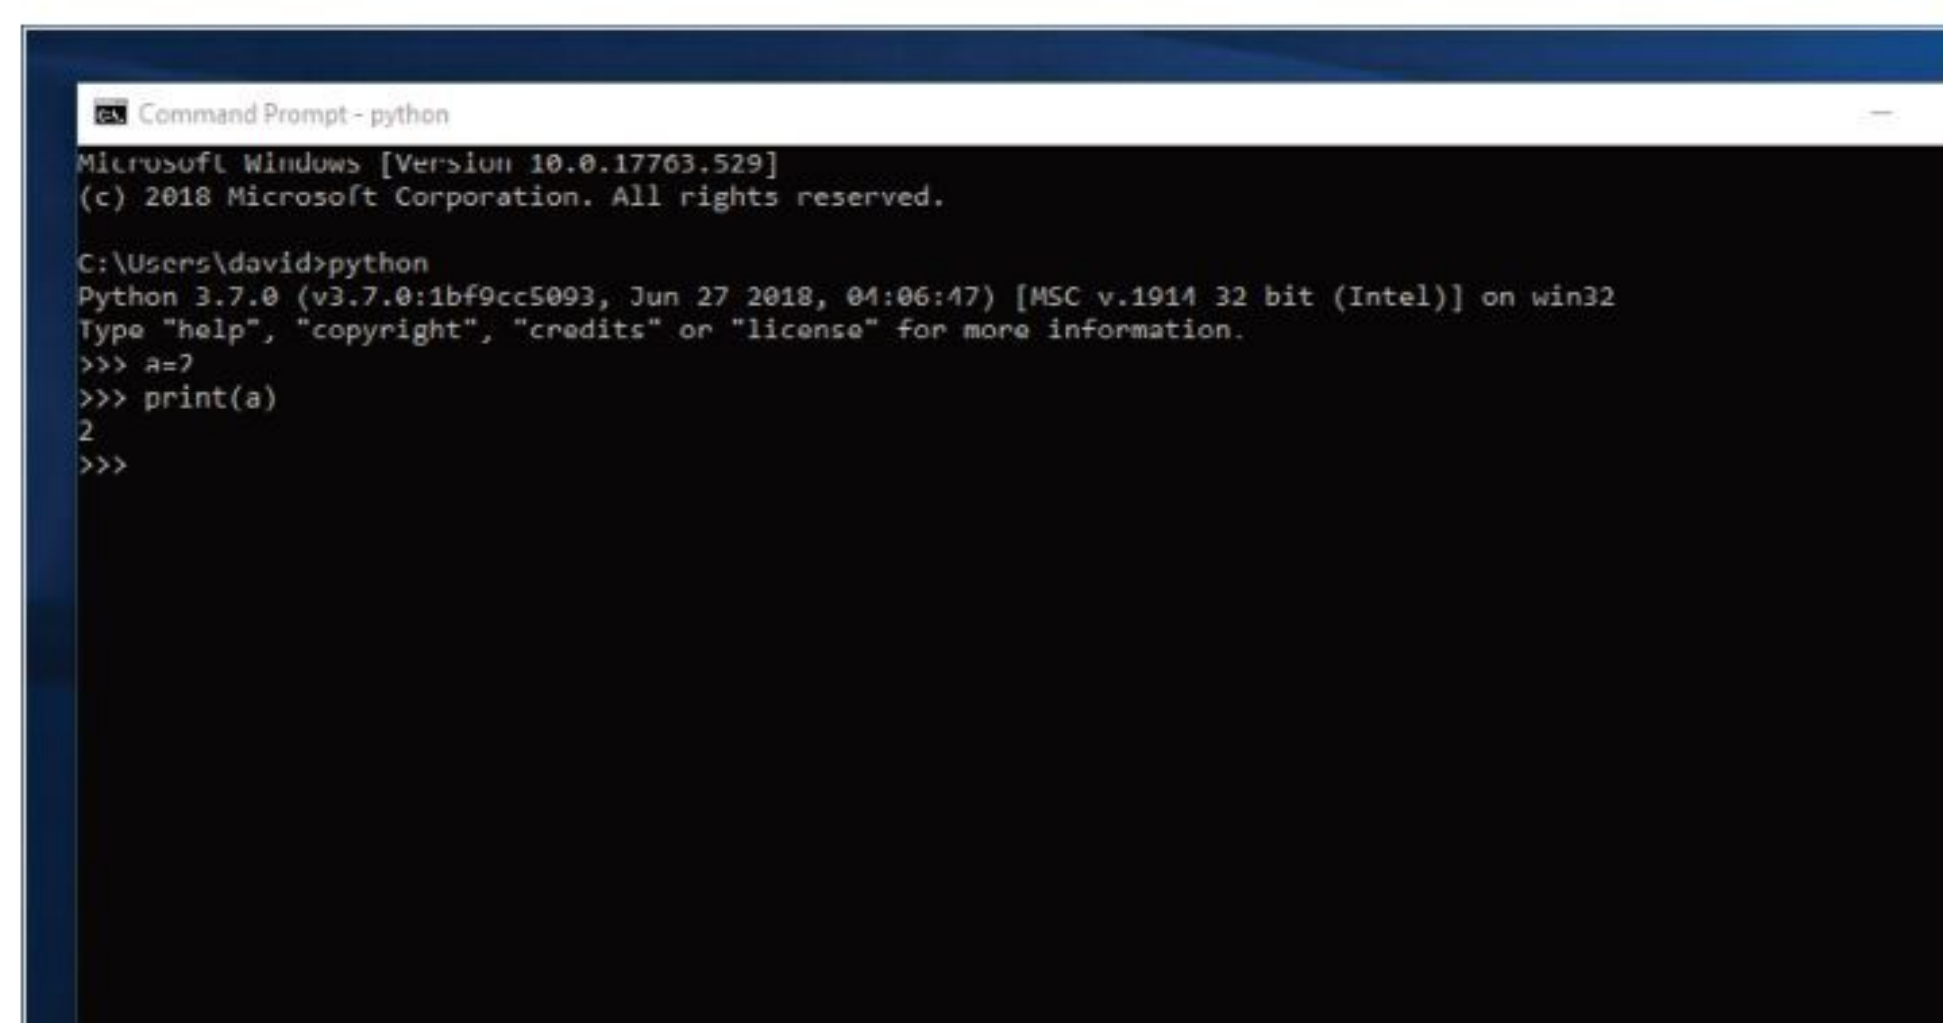 Command Prompt - python
Microsoft Windows [Version 10.0.17763.529]
(c) 2018 Microsoft Corporation. All rights reserved.
C:\Users\david>python
Python 3.7.0 (v3.7.0:1bf9cc5093, Jun 27 2018, 04:06:47) [MSC v.1914 32 bit (Intel)] on win32
Type "help", "copyright", "credits" or "license" for more information.
>>> a=2
>>> print(a)
2
>>>